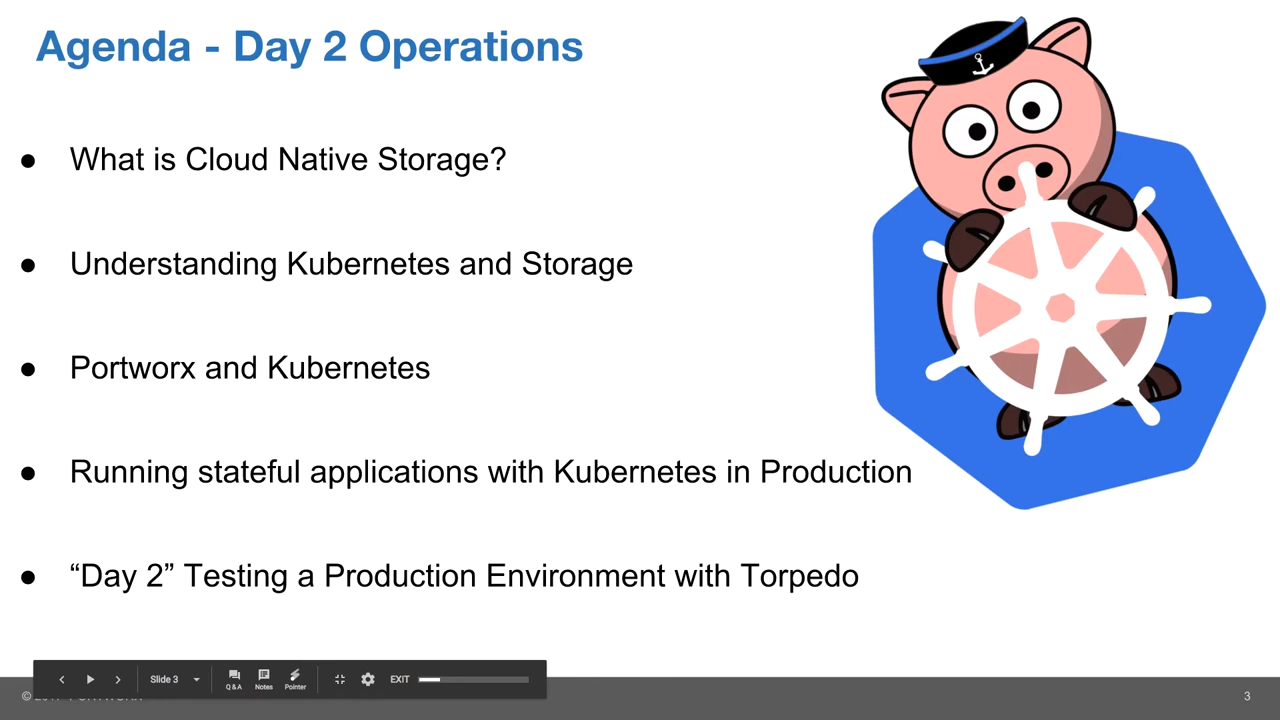 Agenda - Day 2 Operations
● What is Cloud Native Storage?
● Understanding Kubernetes and Storage
● Portworx and Kubernetes
● Running stateful applications with Kubernetes in Production
● “Day 2” Testing a Production Environment with Torpedo
Slide 3
Q&A
Notes
Pointer
EXIT
3